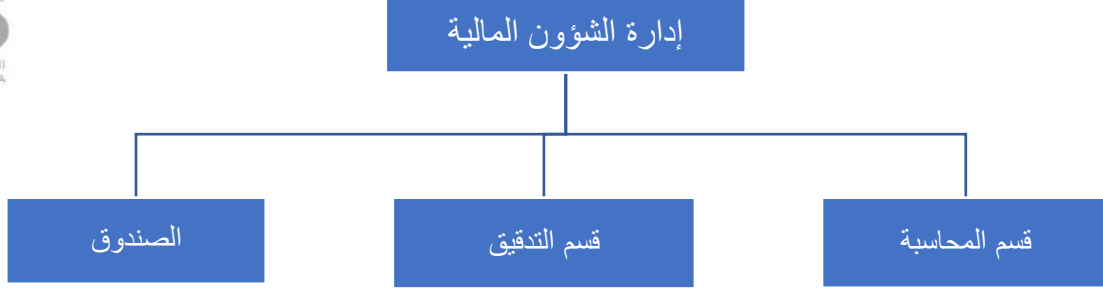 إدارة الشؤون المالية
قسم المحاسبة
قسم التدقيق
الصندوق